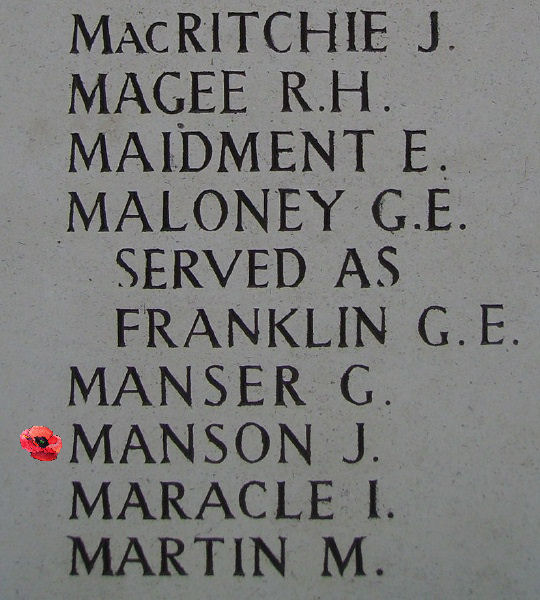 MacRITCHIE J.
MAGEE R.H.
MAIDMENT E.
MALONEY G.E.
SERVED AS
FRANKLIN G.E.
MANSER G.
MANSON J.
MARACLE I.
MARTIN M.